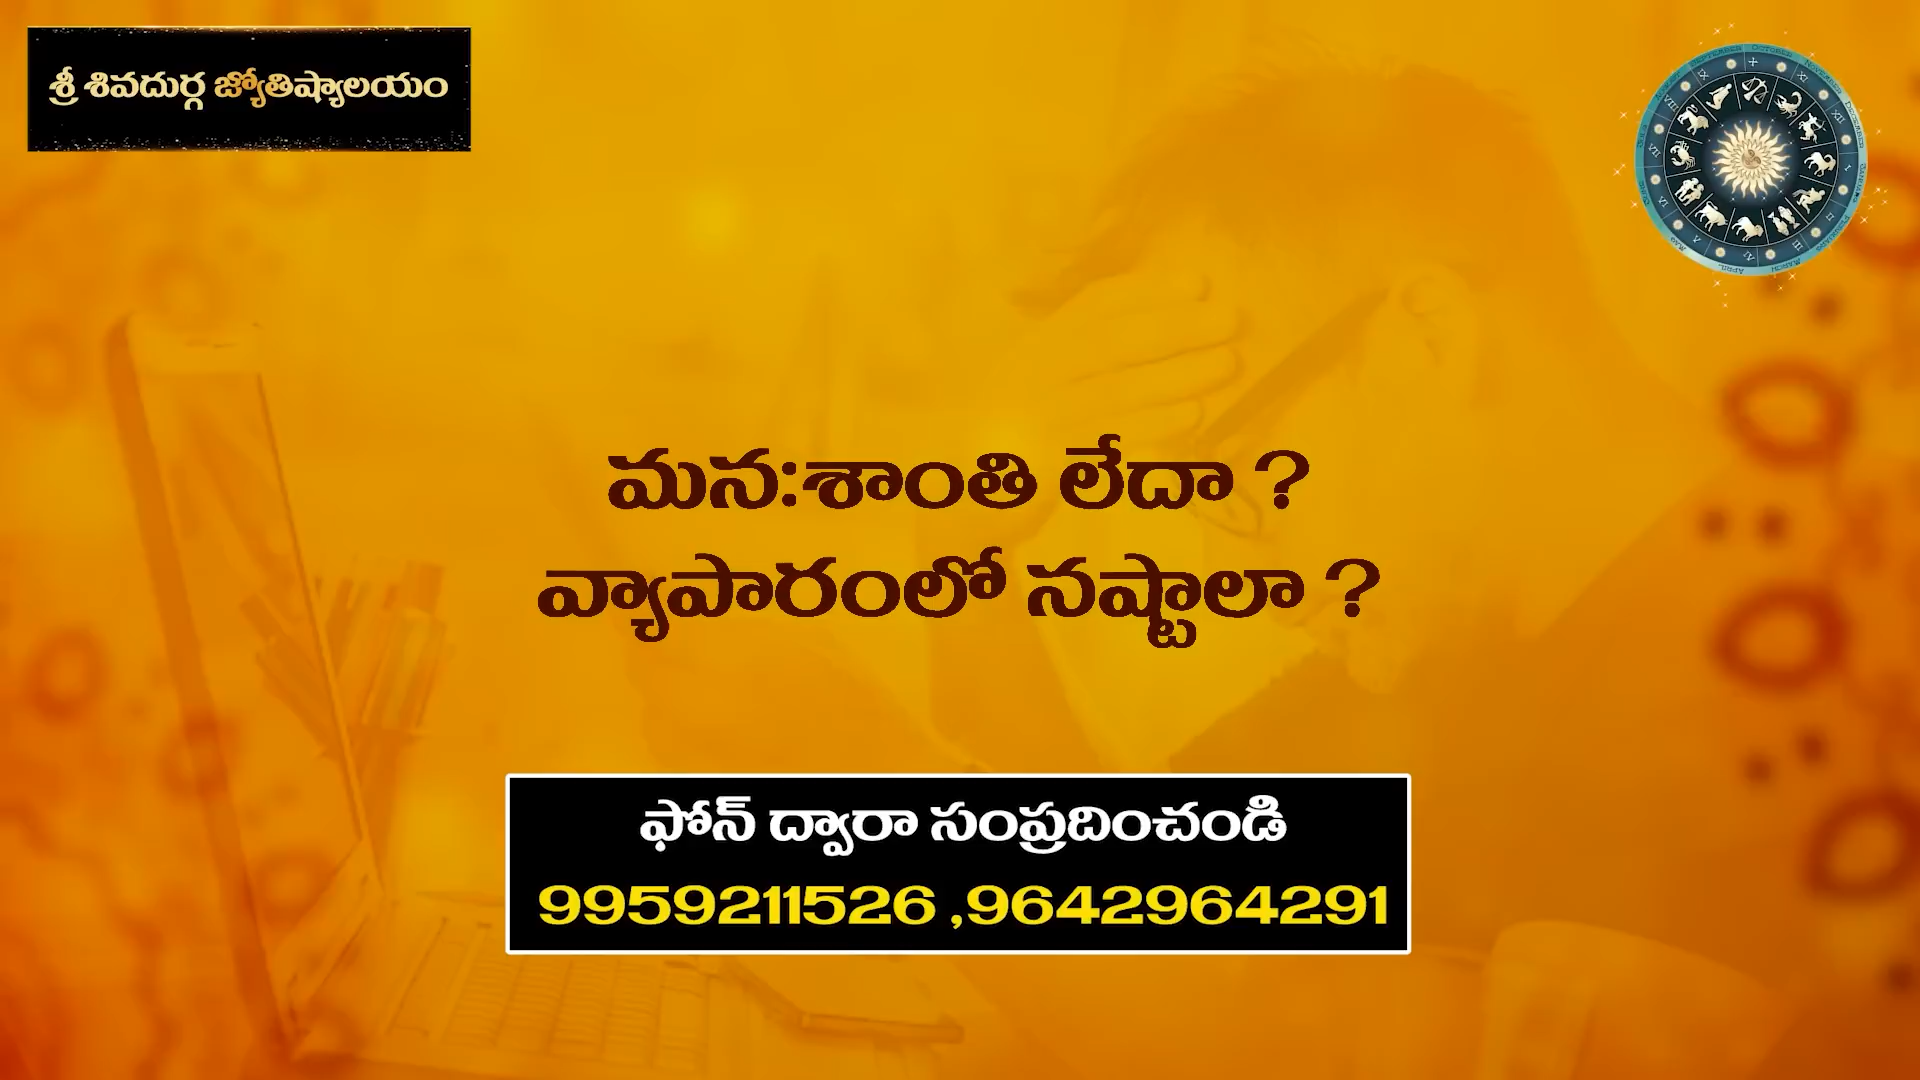 శ్రీ శివదుర్గ జ్యోతిష్యాలయం
మన:శాంతి లేదా ?
వ్యాపారంలో నష్టాలా ?
ఫోన్ ద్వారా సంప్రదించండి
9959211526 ,9642964291